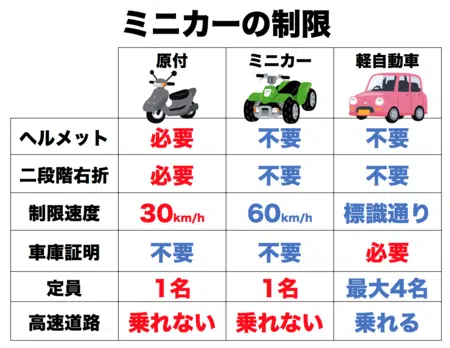 ミニカーの制限
原付 ミニカー 軽自動車
ヘルメット 必要 不要 不要
二段階右折 必要 不要 不要
制限速度 30km/h 60km/h 標識通り
車庫証明 不要 不要 必要
定員 1名 1名 最大4名
高速道路 乗れない 乗れない 乗れる